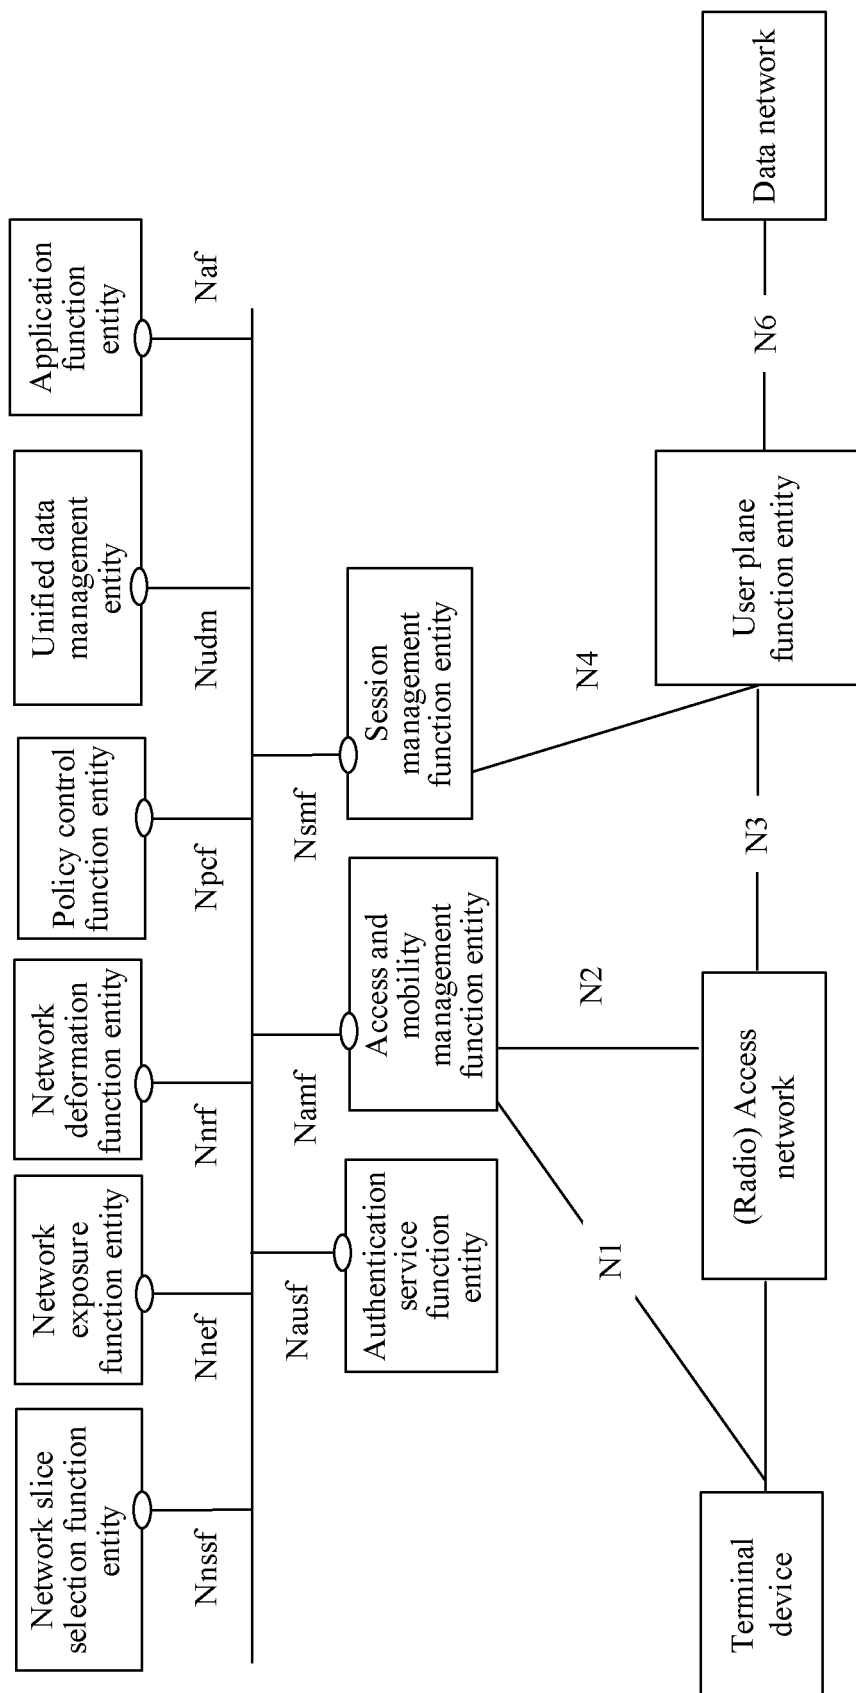 Network slice
selection function
entity
Network
exposure
function entity
Network
deformation
function entity
Policy control
function entity
Unified data
management
entity
Application
function
entity
Nnssf
Nnef
Nnrf
Npcf
Nudm
Naf
Nausf
Namf
Nsmf
Authentication
service
function
entity
Access and
mobility
management
function entity
Session
management
function entity
N1
N2
N4
Terminal
device
(Radio) Access
network
N3
User plane
function entity
N6
Data network